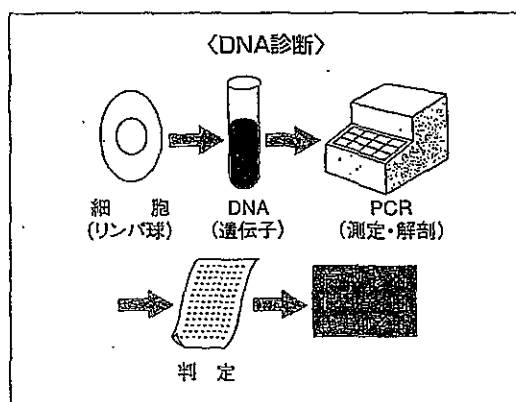 〈DNA診断〉
細 胞
(リンパ球)
DNA
(遺伝子)
PCR
(測定・解剖)
判 定